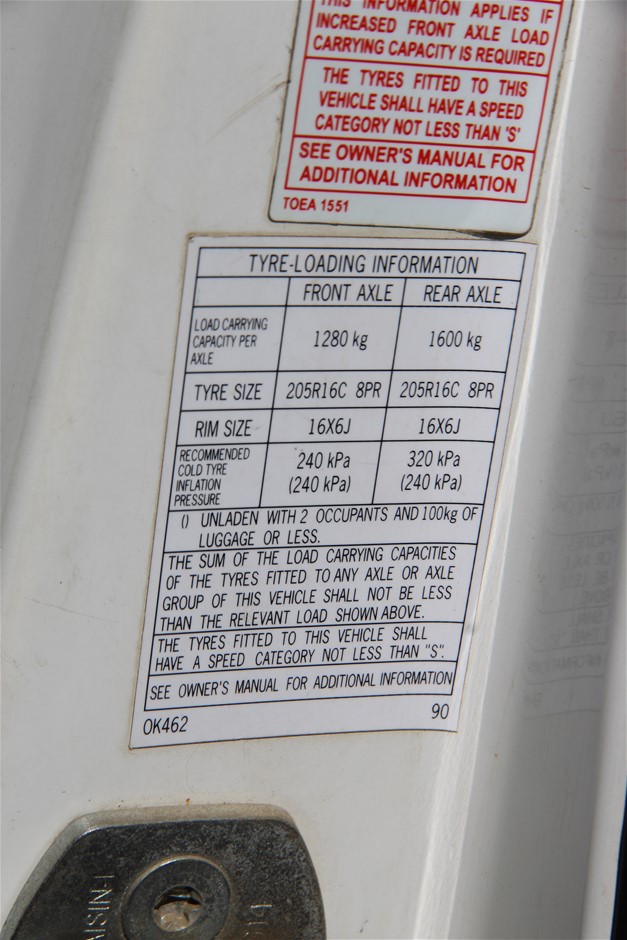 THIS INFORMATION APPLIES IF
INCREASED FRONT AXLE LOAD
CARRYING CAPACITY IS REQUIRED
THE TYRES FITTED TO THIS
VEHICLE SHALL HAVE A SPEED
CATEGORY NOT LESS THAN 'S'
SEE OWNER'S MANUAL FOR
ADDITIONAL INFORMATION
TOEA 1551
TYRE-LOADING INFORMATION
FRONT AXLE REAR AXLE
LOAD CARRYING
CAPACITY PER
AXLE
1280 kg 1600 kg
TYRE SIZE 205R16C 8PR 205R16C 8PR
RIM SIZE 16X6J 16X6J
RECOMMENDED
COLD TYRE
INFLATION
PRESSURE
240 kPa 320 kPa
(240 kPa) (240 kPa)
() UNLADEN WITH 2 OCCUPANTS AND 100kg OF
LUGGAGE OR LESS.
THE SUM OF THE LOAD CARRYING CAPACITIES
OF THE TYRES FITTED TO ANY AXLE OR AXLE
GROUP OF THIS VEHICLE SHALL NOT BE LESS
THAN THE RELEVANT LOAD SHOWN ABOVE.
THE TYRES FITTED TO THIS VEHICLE SHALL
HAVE A SPEED CATEGORY NOT LESS THAN "S".
SEE OWNER'S MANUAL FOR ADDITIONAL INFORMATION
OK462 90